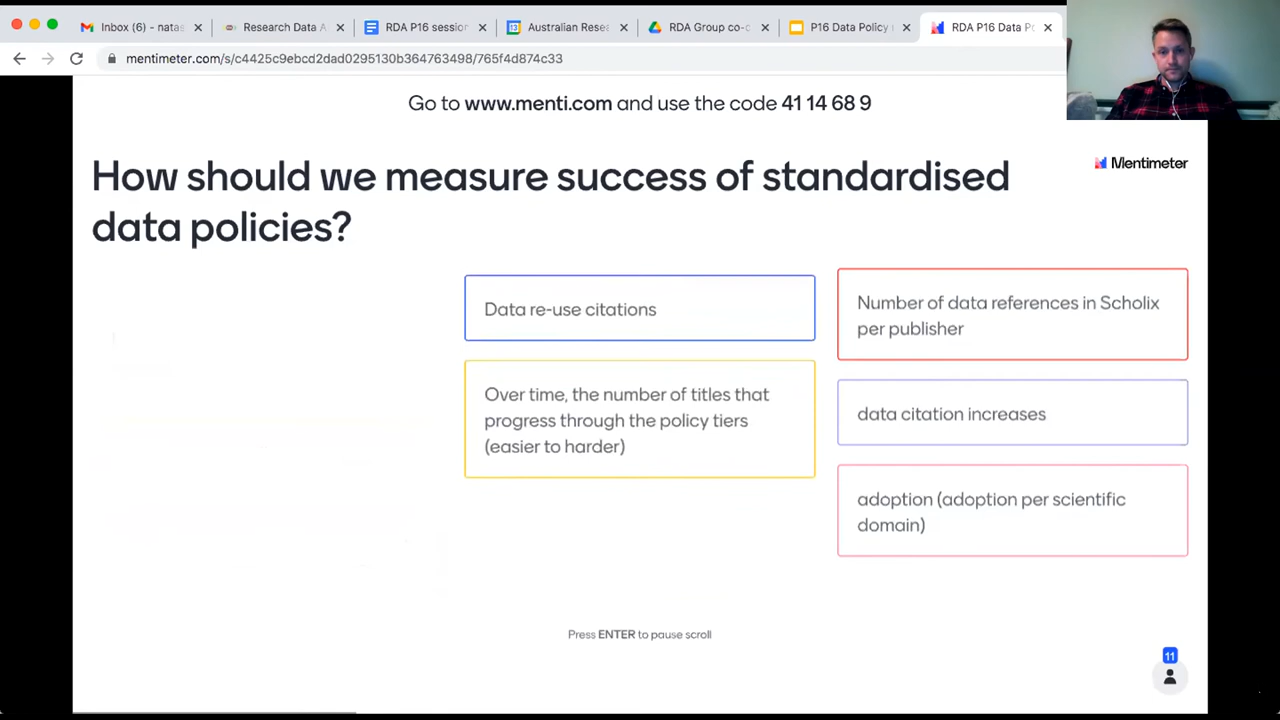 Inbox (6) - natas
Research Data A
RDA P16 sessio
Australian Resea
RDA Group co-c
P16 Data Policy
RDA P16 Data Po
mentimeter.com/s/c4425c9ebcd2dad0295130b364763498/765f4d874c33
Go to www.menti.com and use the code 41 14 68 9
Mentimeter
How should we measure success of standardised
data policies?
Data re-use citations
Over time, the number of titles that
progress through the policy tiers
(easier to harder)
Number of data references in Scholix
per publisher
data citation increases
adoption (adoption per scientific
domain)
Press ENTER to pause scroll
11